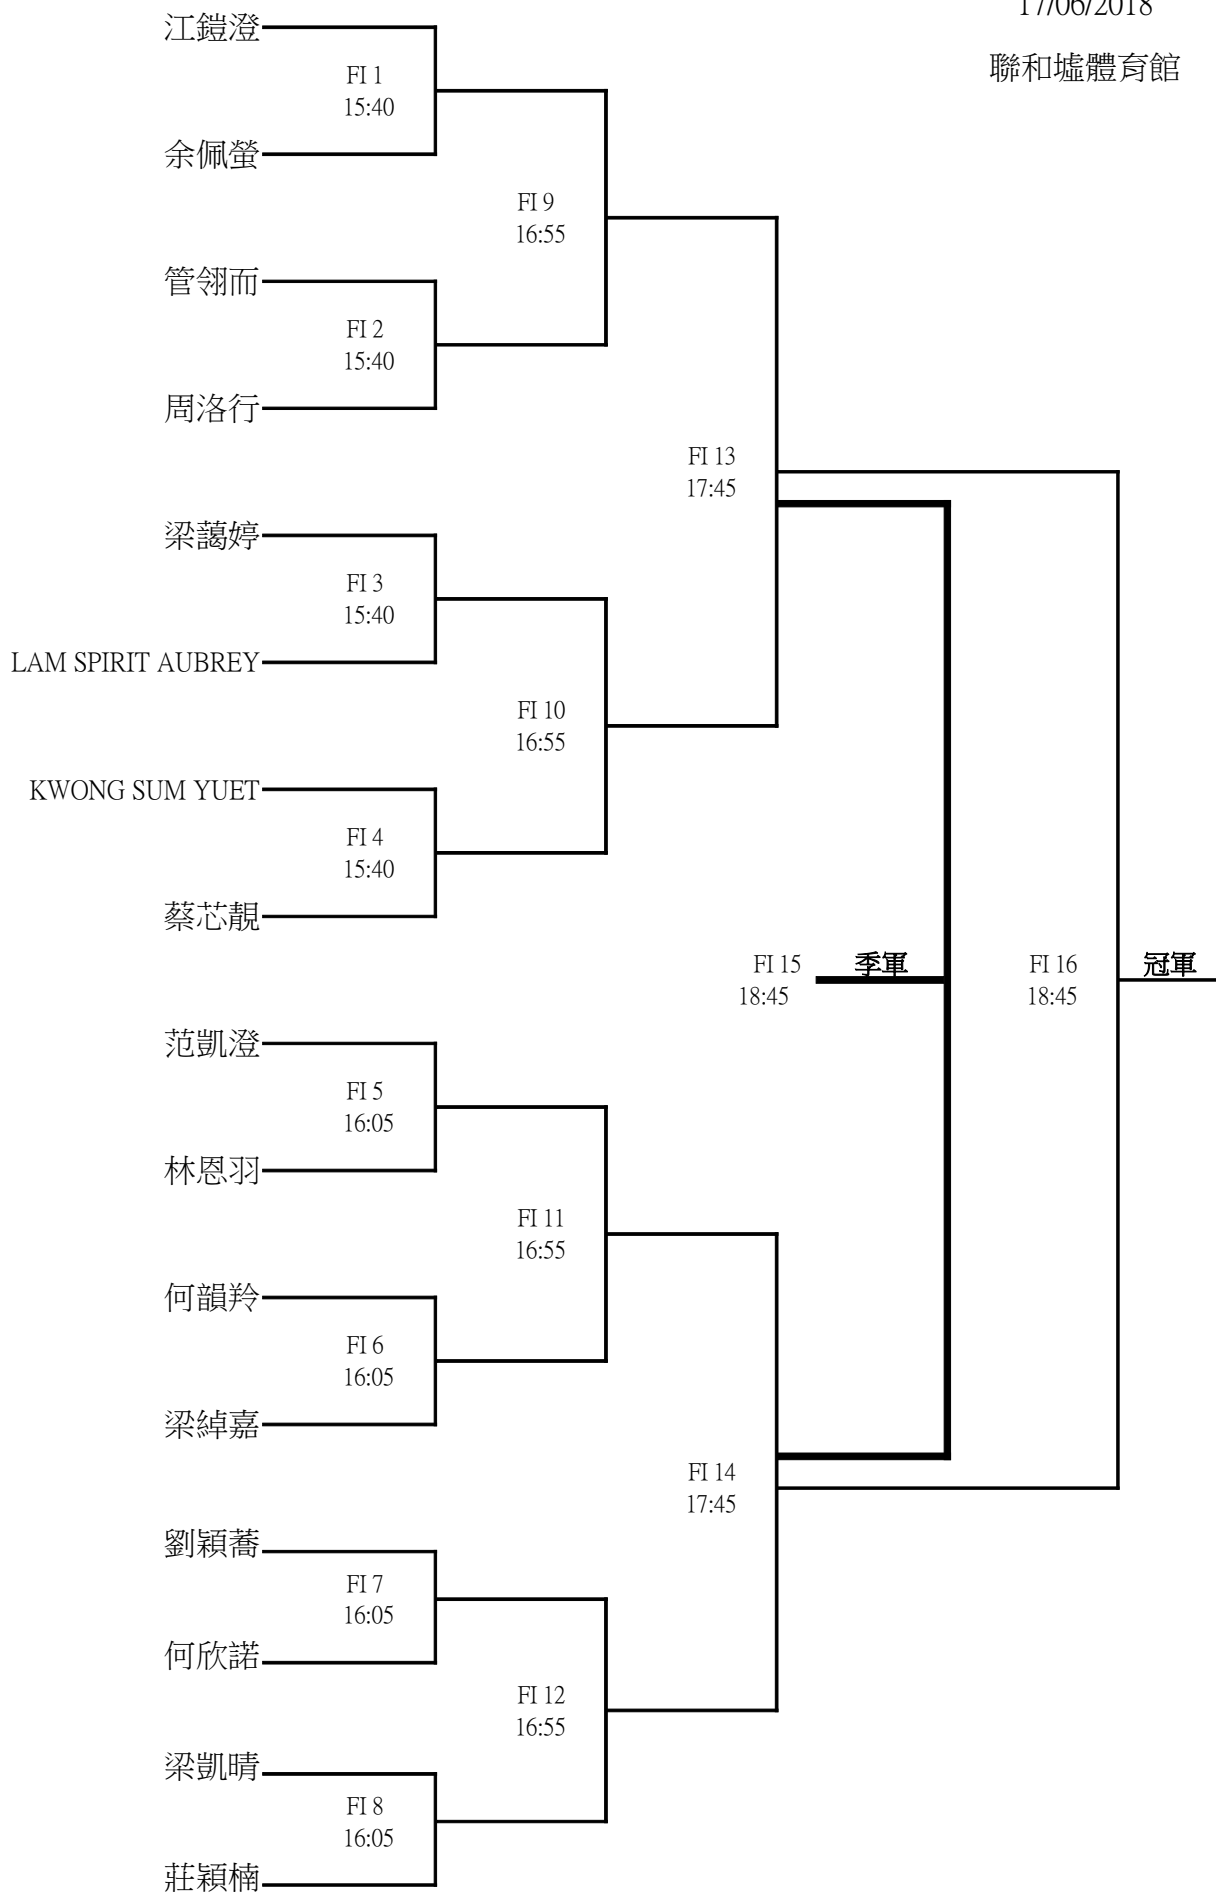 17/06/2018
聯和墟體育館
江鎧澄
FI 1
15:40
余佩螢
FI 9
16:55
管翎而
FI 2
15:40
周洛行
FI 13
17:45
梁藹婷
FI 3
15:40
LAM SPIRIT AUBREY
FI 10
16:55
KWONG SUM YUET
FI 4
15:40
蔡芯靚
FI 15
18:45
季軍
FI 16
18:45
冠軍
范凱澄
FI 5
16:05
林恩羽
FI 11
16:55
何韻羚
FI 6
16:05
梁綽嘉
FI 14
17:45
劉穎蕎
FI 7
16:05
何欣諾
FI 12
16:55
梁凱晴
FI 8
16:05
莊穎楠